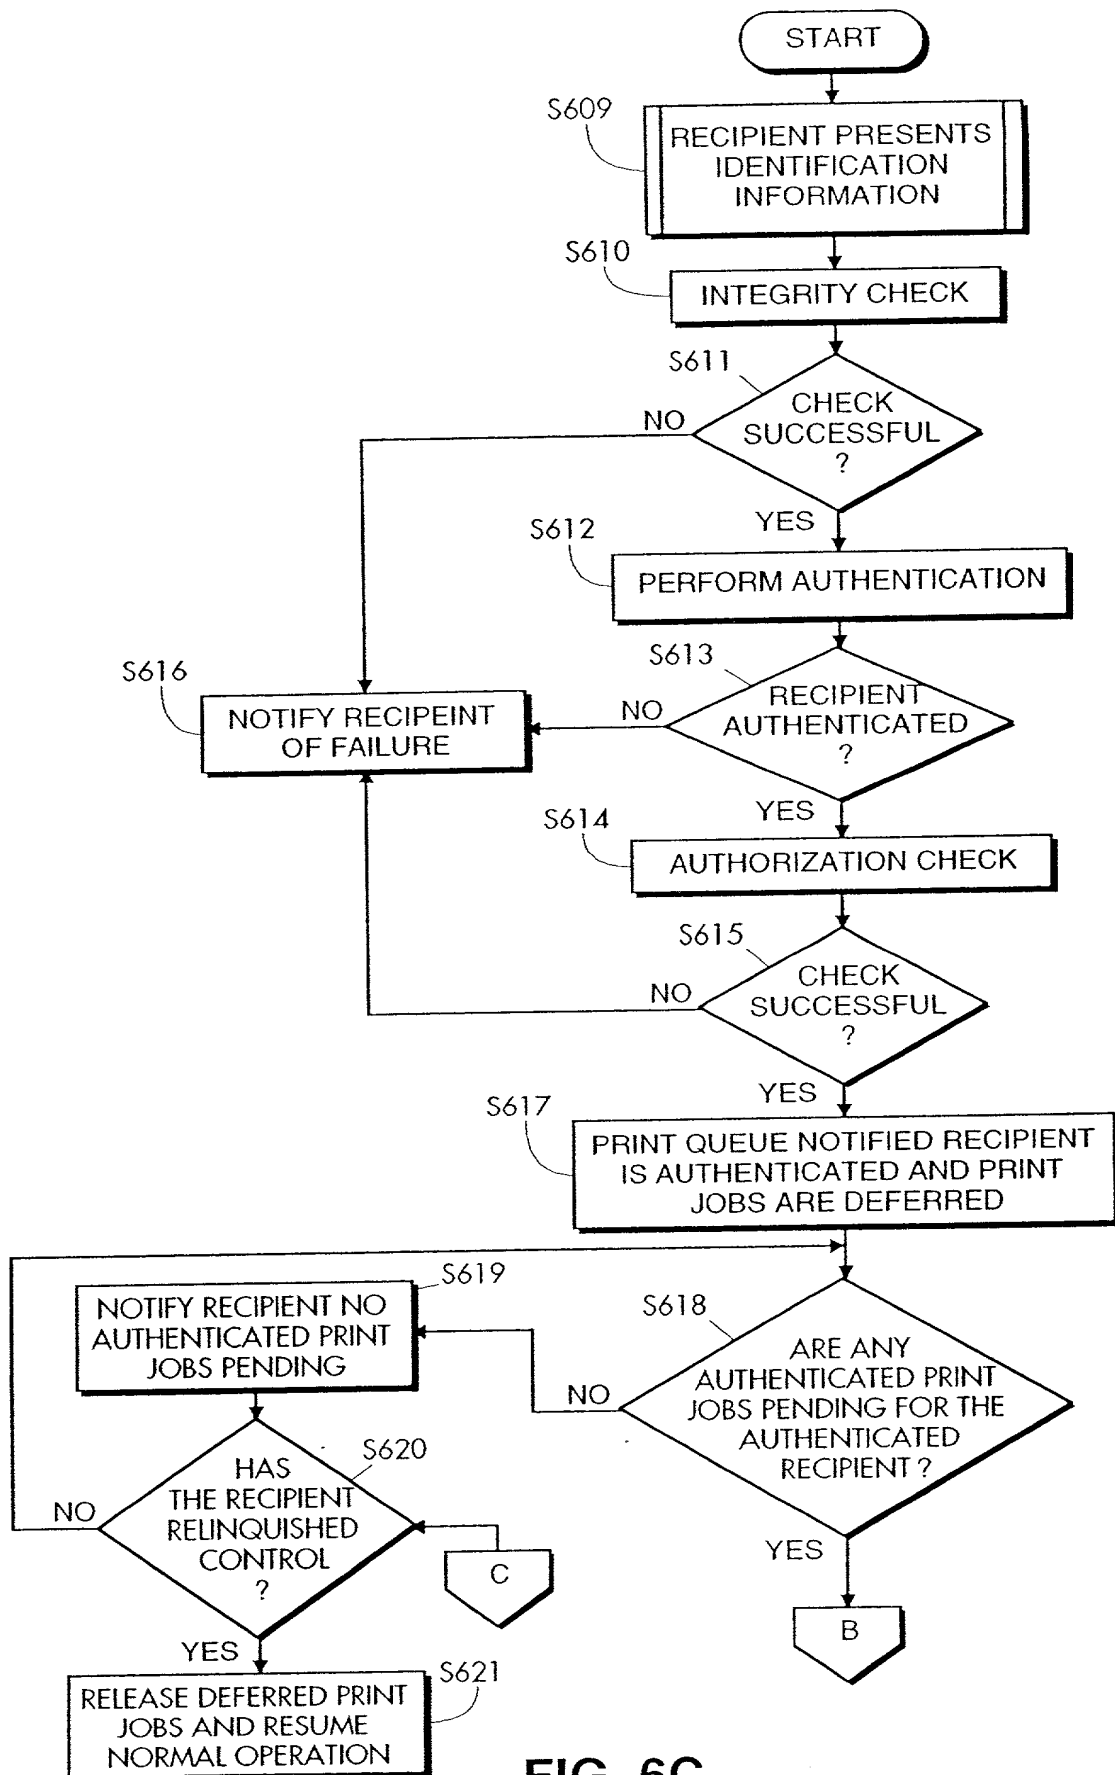 START
S609
RECIPIENT PRESENTS
IDENTIFICATION
INFORMATION
S610
INTEGRITY CHECK
S611
CHECK
SUCCESSFUL
?
NO
YES
S612
PERFORM AUTHENTICATION
S613
RECIPIENT
AUTHENTICATED
?
NO
S616
NOTIFY RECIPEINT
OF FAILURE
YES
S614
AUTHORIZATION CHECK
S615
CHECK
SUCCESSFUL
?
NO
YES
S617
PRINT QUEUE NOTIFIED RECIPIENT
IS AUTHENTICATED AND PRINT
JOBS ARE DEFERRED
S618
ARE ANY
AUTHENTICATED PRINT
JOBS PENDING FOR THE
AUTHENTICATED
RECIPIENT ?
NO
YES
B
S619
NOTIFY RECIPIENT NO
AUTHENTICATED PRINT
JOBS PENDING
S620
HAS
THE RECIPIENT
RELINQUISHED
CONTROL
?
NO
C
YES
S621
RELEASE DEFERRED PRINT
JOBS AND RESUME
NORMAL OPERATION
FIG. 6C